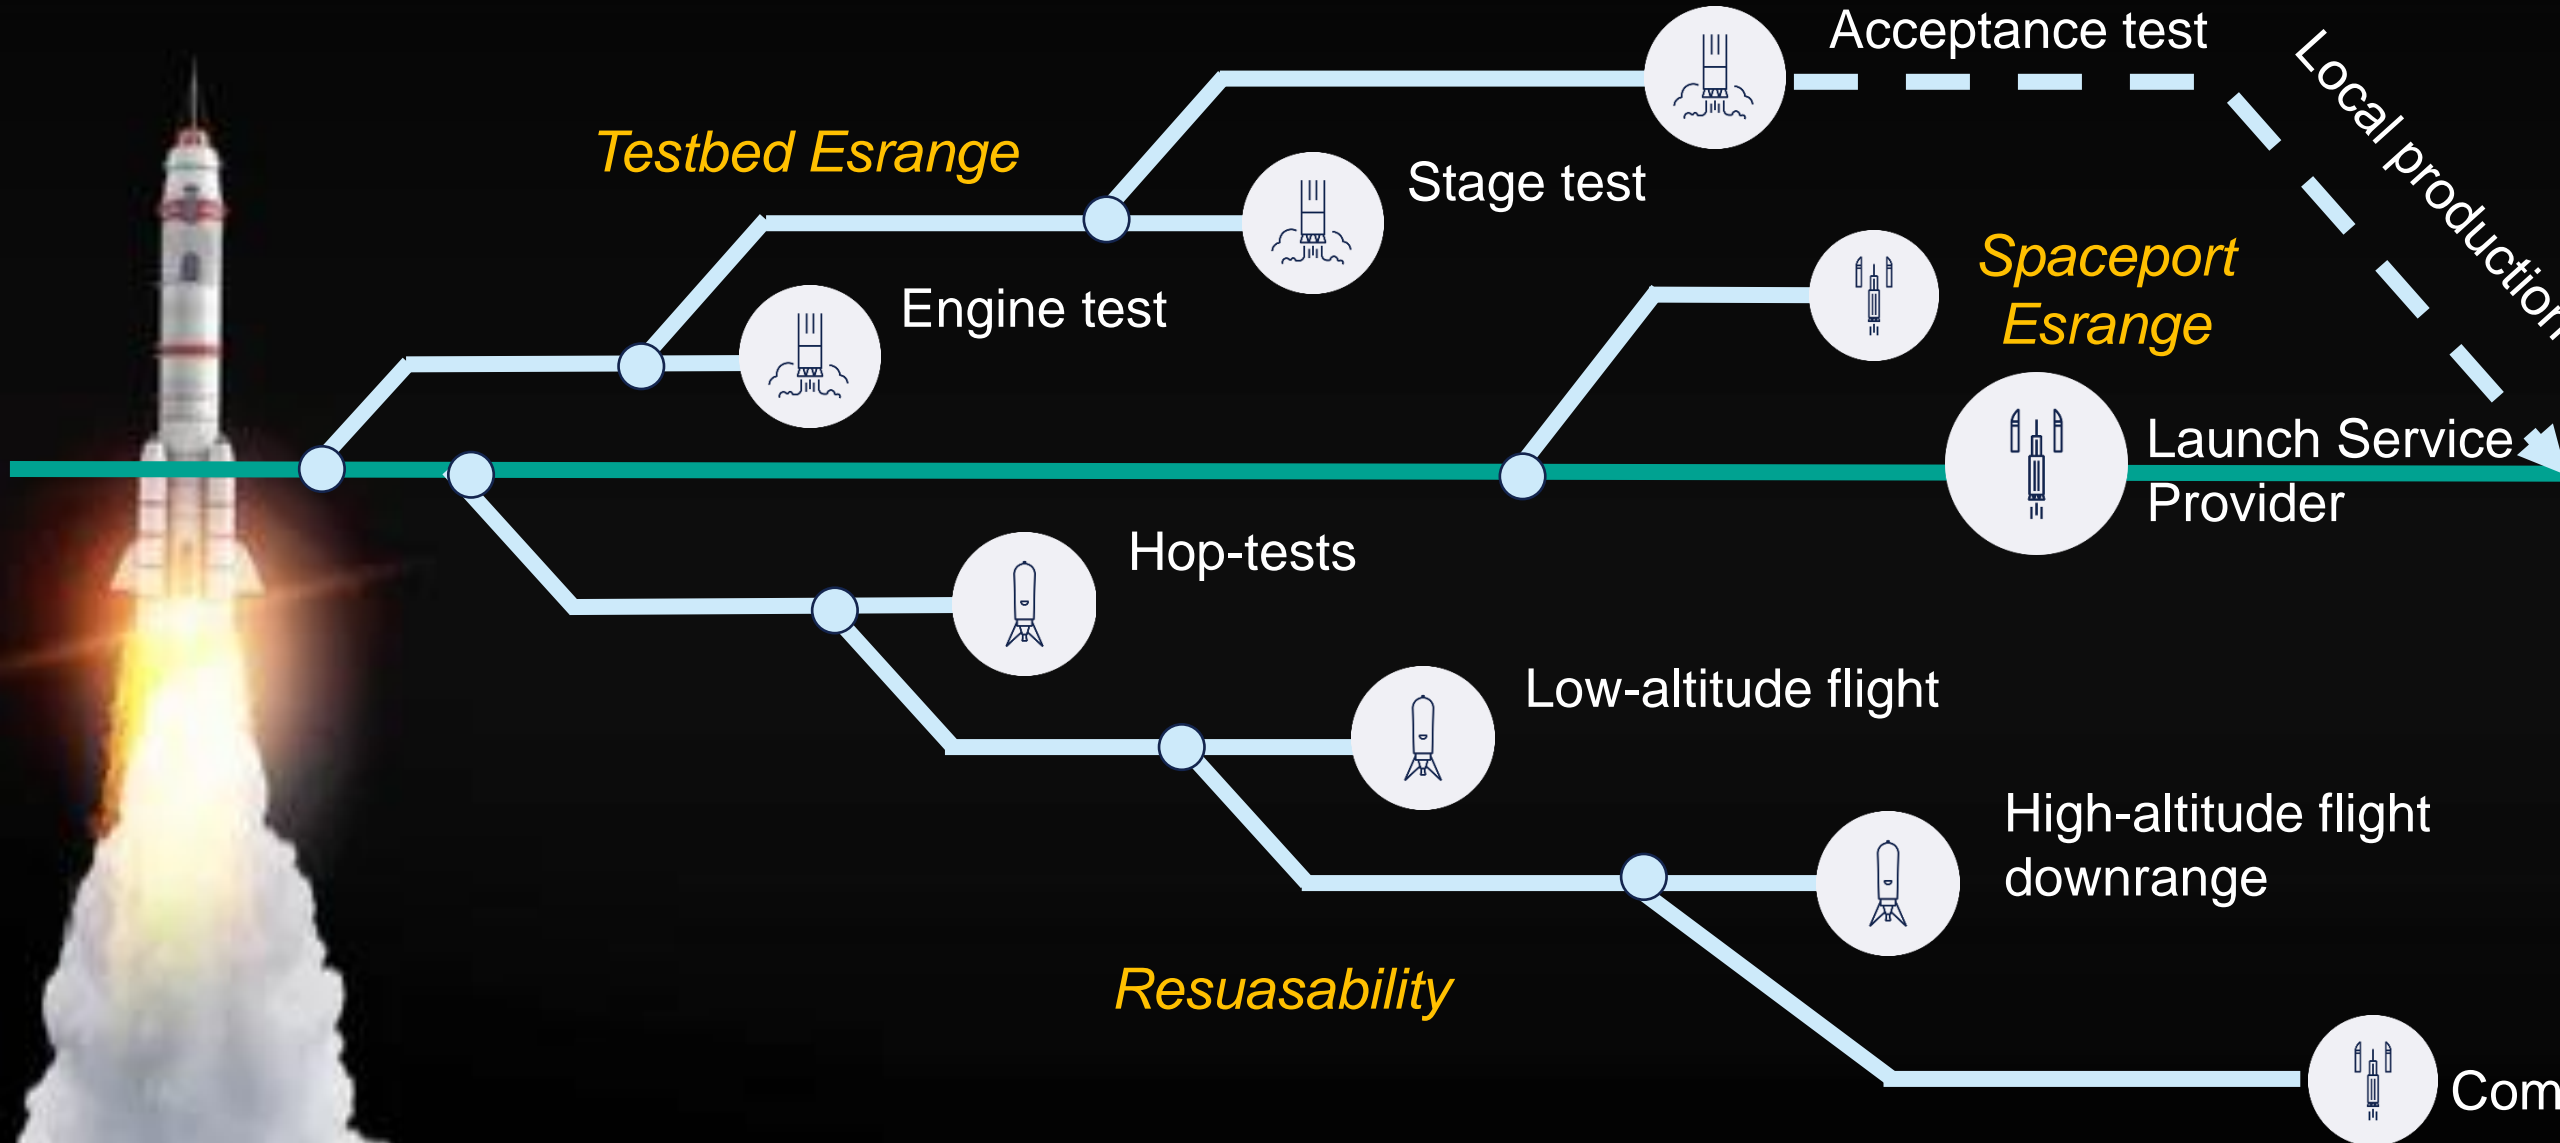 Acceptance test
Local production
Testbed Esrange
Stage test
Spaceport
Esrange
Engine test
Launch Service
Provider
Hop-tests
Low-altitude flight
High-altitude flight
downrange
Resuasability
Com